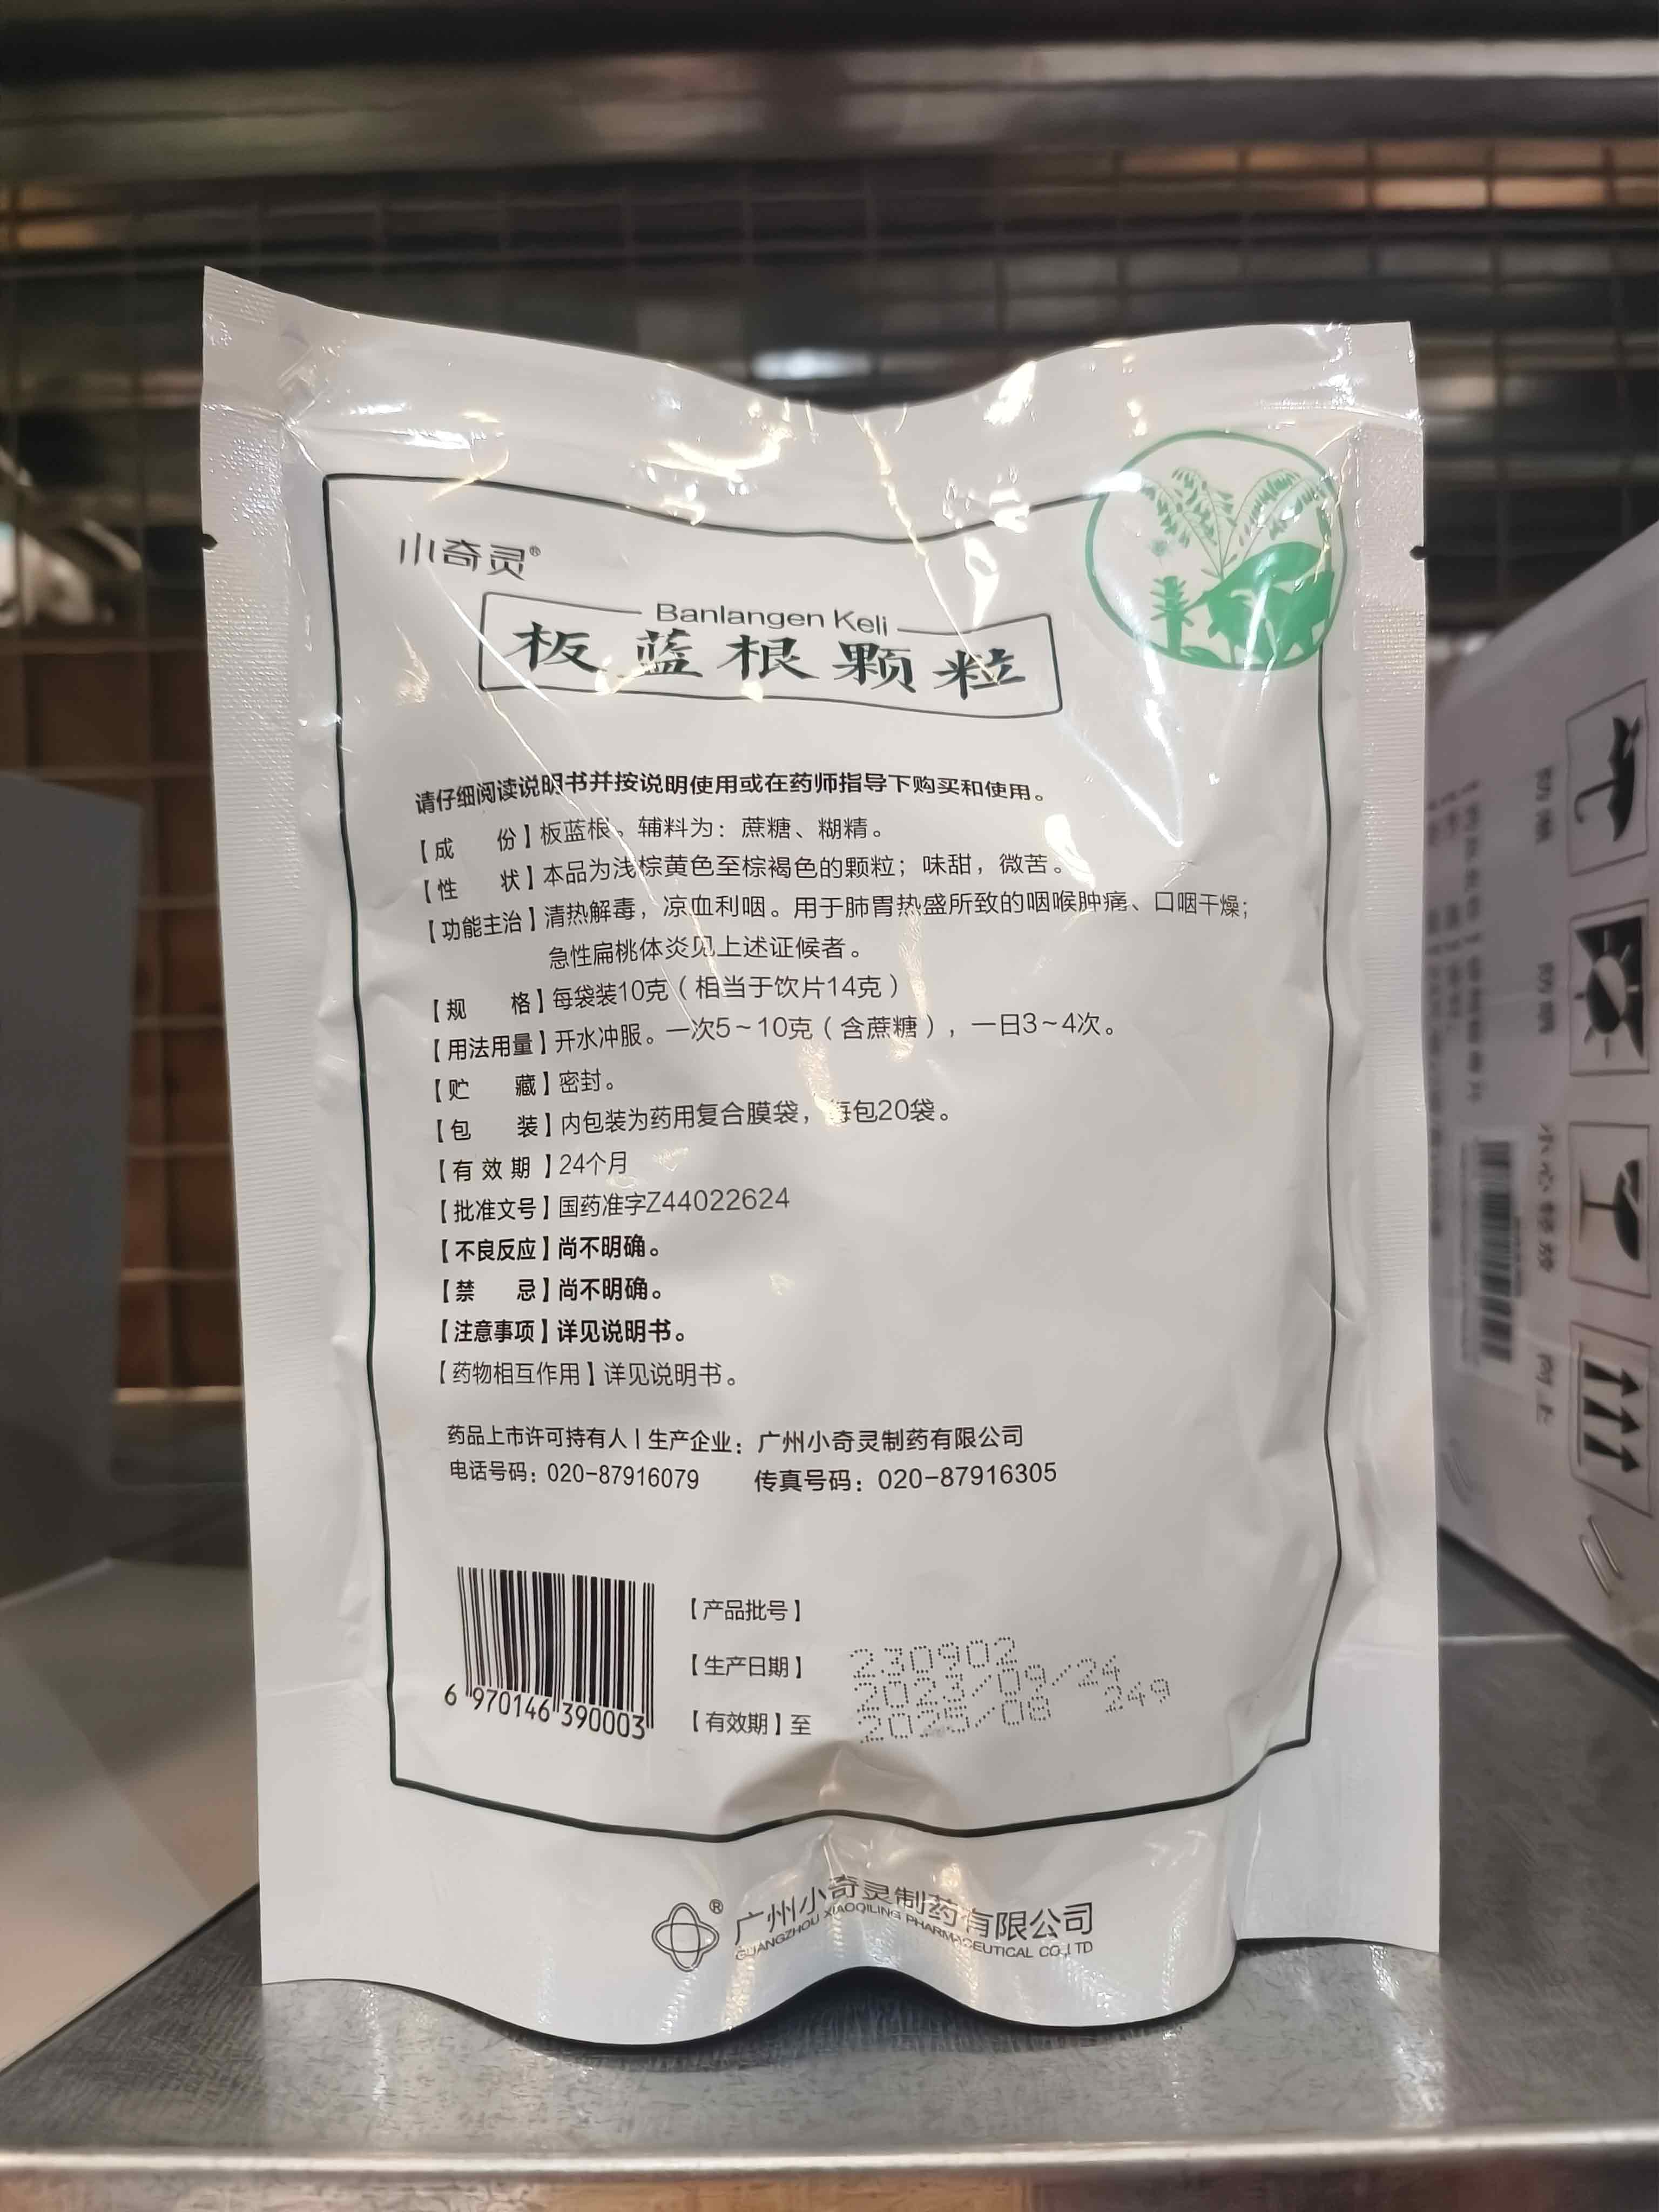 小奇灵®
Banlangen Keli
板蓝根颗粒
请仔细阅读说明书并按说明使用或在药师指导下购买和使用。
【成 份】板蓝根。辅料为：蔗糖、糊精。
【性 状】本品为浅棕黄色至棕褐色的颗粒；味甜，微苦。
【功能主治】清热解毒，凉血利咽。用于肺胃热盛所致的咽喉肿痛、口咽干燥；
急性扁桃体炎见上述证候者。
【规 格】每袋装10克（相当于饮片14克）
【用法用量】开水冲服。一次5~10克（含蔗糖），一日3~4次。
【贮 藏】密封。
【包 装】内包装为药用复合膜袋，每包20袋。
【有效期】24个月
【批准文号】国药准字Z44022624
【不良反应】尚不明确。
【禁 忌】尚不明确。
【注意事项】详见说明书。
【药物相互作用】详见说明书。
药品上市许可持有人|生产企业：广州小奇灵制药有限公司
电话号码：020-87916079 传真号码：020-87916305
【产品批号】
230902
【生产日期】
2023/09/24
【有效期】至
2025/08 249
6 970146 390003
® 广州小奇灵制药有限公司
GUANGZHOU XIAOQILING PHARMACEUTICAL CO.,LTD
小心轻放
向上